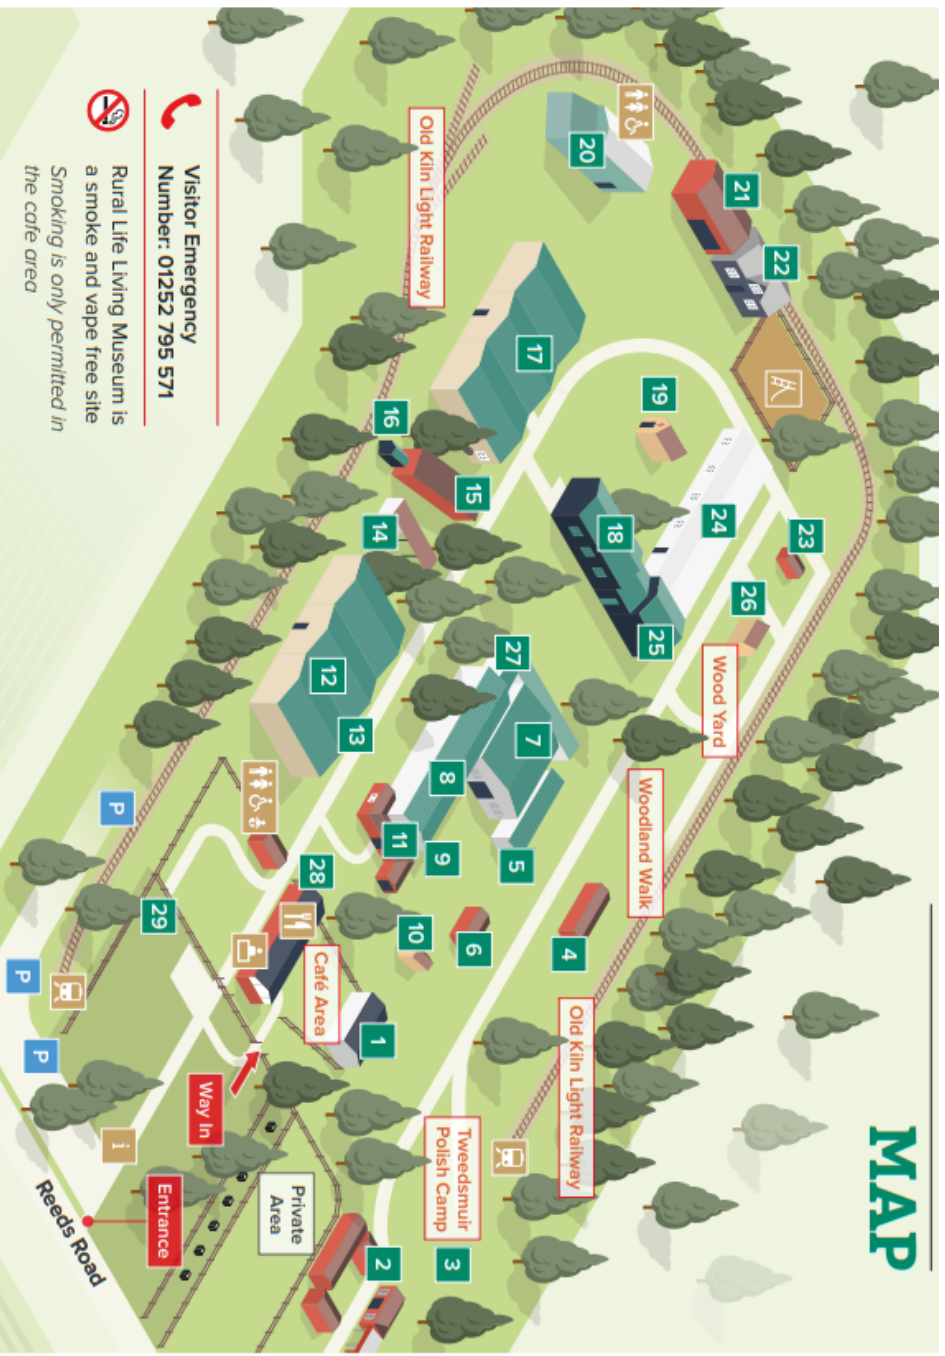 MAP
23
22
26
21
24
Wood Yard
19
25
Woodland Walk
18
20
Old Kiln Light Railway
4
17
7
5
27
15
6
3
Tweedsmuir
Polish Camp
8
9
Old Kiln Light Railway
10
11
16
2
14
1
13
12
Café Area
28
Private
Area
Way In
Entrance
29
i
P
P
P
Reeds Road
Visitor Emergency
Number: 01252 795 571
Rural Life Living Museum is
a smoke and vape free site
Smoking is only permitted in
the cafe area